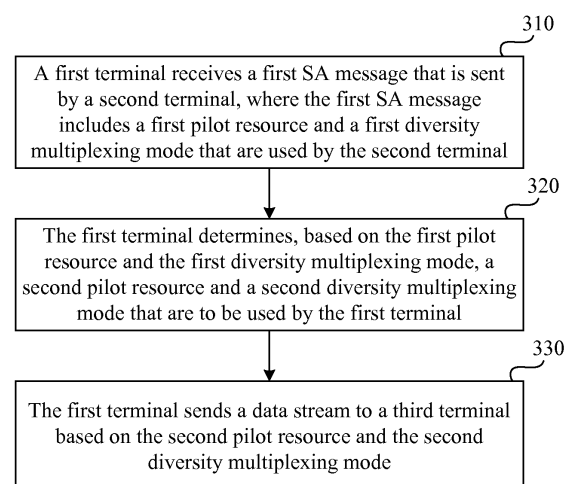 310
A first terminal receives a first SA message that is sent
by a second terminal, where the first SA message
includes a first pilot resource and a first diversity
multiplexing mode that are used by the second terminal
320
The first terminal determines, based on the first pilot
resource and the first diversity multiplexing mode, a
second pilot resource and a second diversity multiplexing
mode that are to be used by the first terminal
330
The first terminal sends a data stream to a third terminal
based on the second pilot resource and the second
diversity multiplexing mode